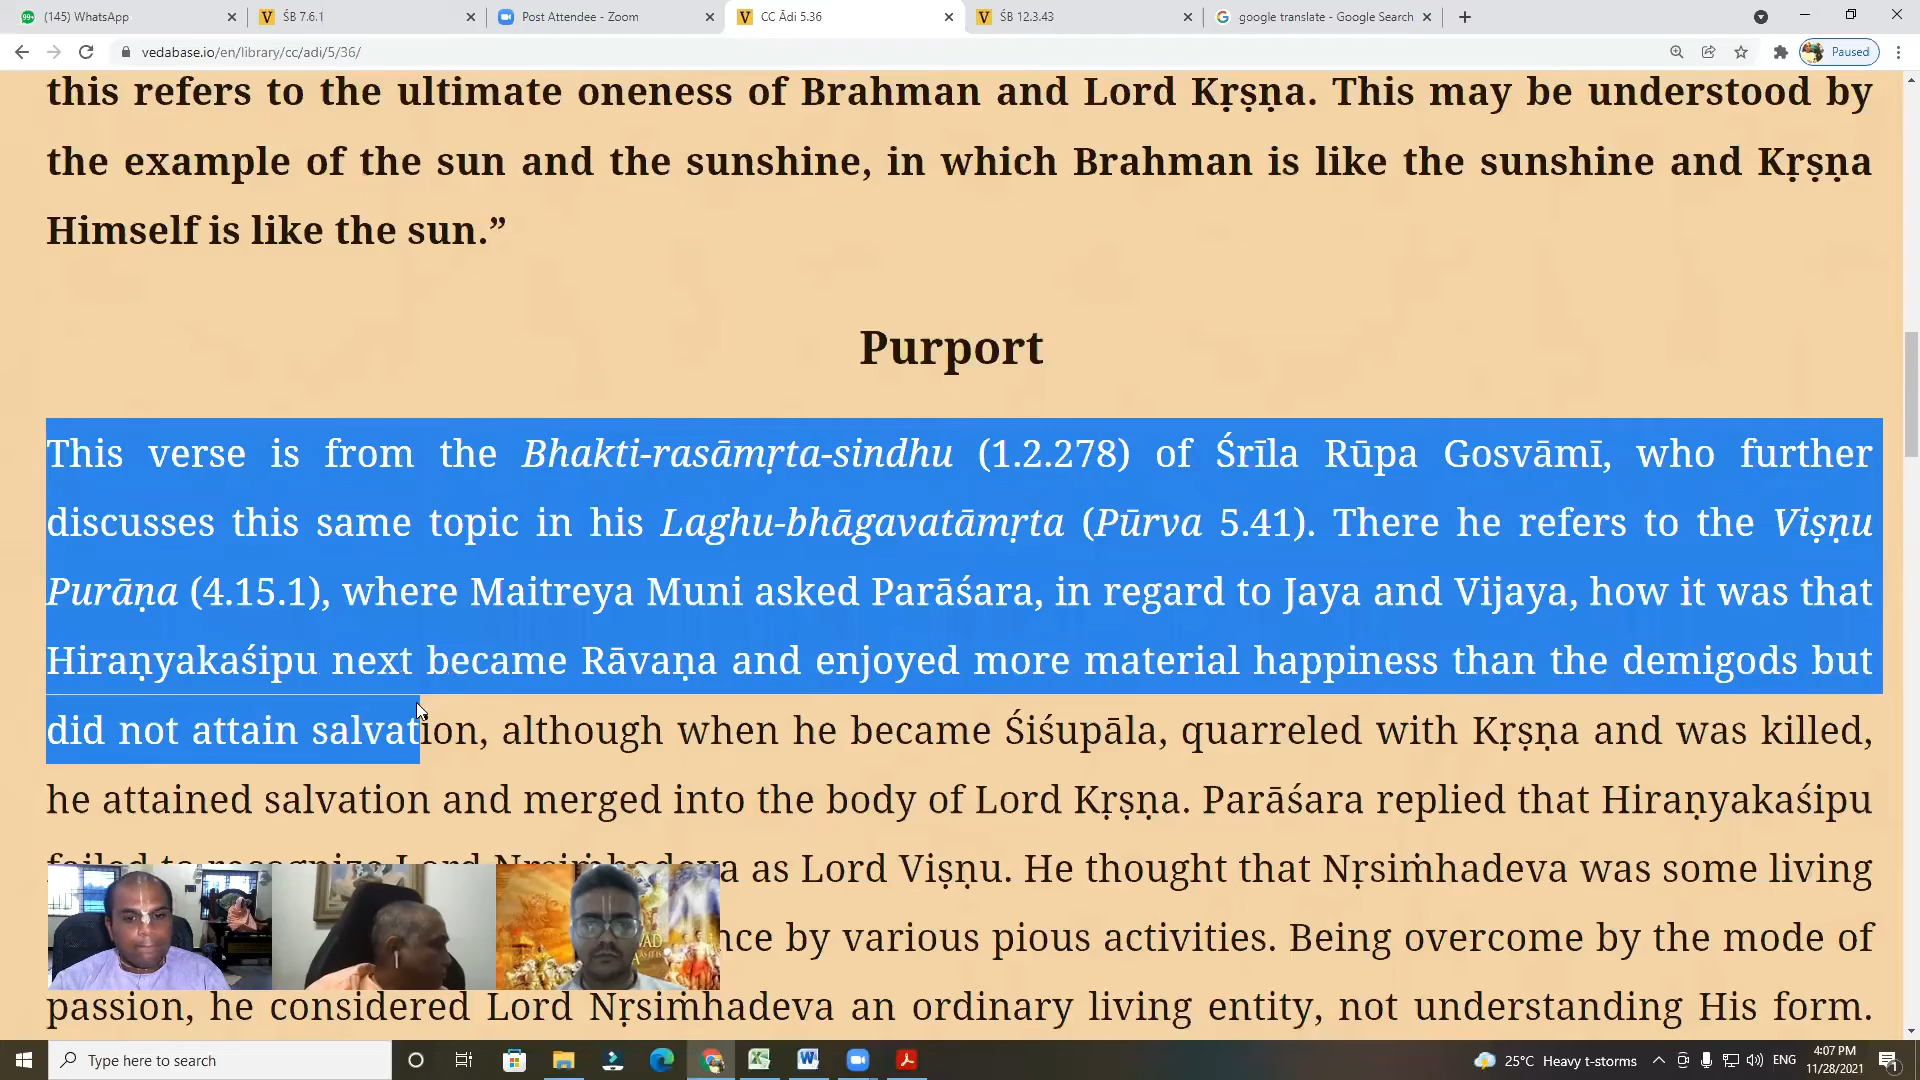 (145) WhatsApp
ŚB 7.6.1
Post Attendee - Zoom
CC Ādi 5.36
ŚB 12.3.43
google translate - Google Search
vedabase.io/en/library/cc/adi/5/36/
Paused
this refers to the ultimate oneness of Brahman and Lord Kṛṣṇa. This may be understood by
the example of the sun and the sunshine, in which Brahman is like the sunshine and Kṛṣṇa
Himself is like the sun.”
Purport
This verse is from the Bhakti-rasāmṛta-sindhu (1.2.278) of Śrīla Rūpa Gosvāmī, who further
discusses this same topic in his Laghu-bhāgavatāmṛta (Pūrva 5.41). There he refers to the Viṣṇu
Purāṇa (4.15.1), where Maitreya Muni asked Parāśara, in regard to Jaya and Vijaya, how it was that
Hiraṇyakaśipu next became Rāvaṇa and enjoyed more material happiness than the demigods but
did not attain salvation, although when he became Śiśupāla, quarreled with Kṛṣṇa and was killed,
he attained salvation and merged into the body of Lord Kṛṣṇa. Parāśara replied that Hiraṇyakaśipu
failed to recognize Lord Nṛsiṁhadeva as Lord Viṣṇu. He thought that Nṛsiṁhadeva was some living
nce by various pious activities. Being overcome by the mode of
passion, he considered Lord Nṛsiṁhadeva an ordinary living entity, not understanding His form.
Type here to search
25°C Heavy t-storms
ENG
4:07 PM
11/28/2021
1